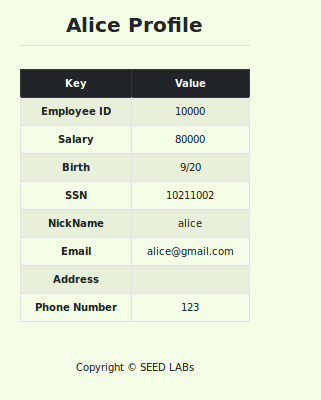 Alice Profile
Key Value
Employee ID 10000
Salary 80000
Birth 9/20
SSN 10211002
NickName alice
Email alice@gmail.com
Address
Phone Number 123
Copyright © SEED LABs